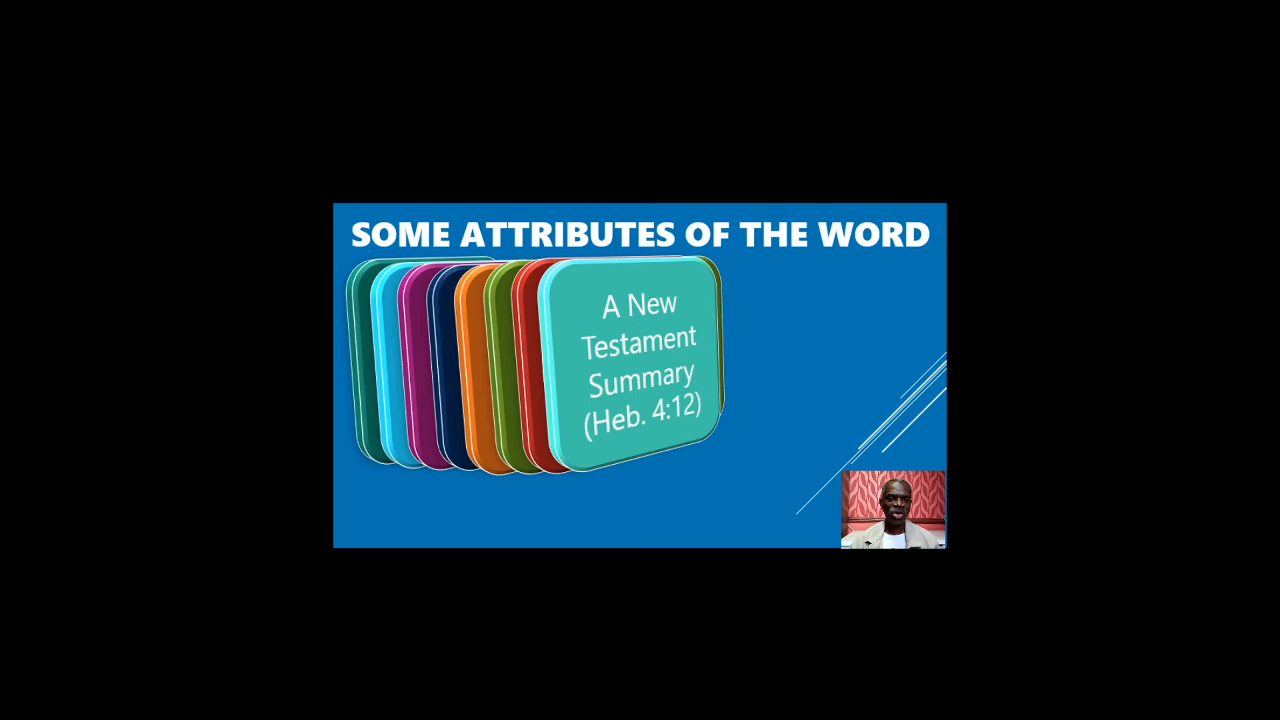 SOME ATTRIBUTES OF THE WORD
A New
Testament
Summary
(Heb. 4:12)